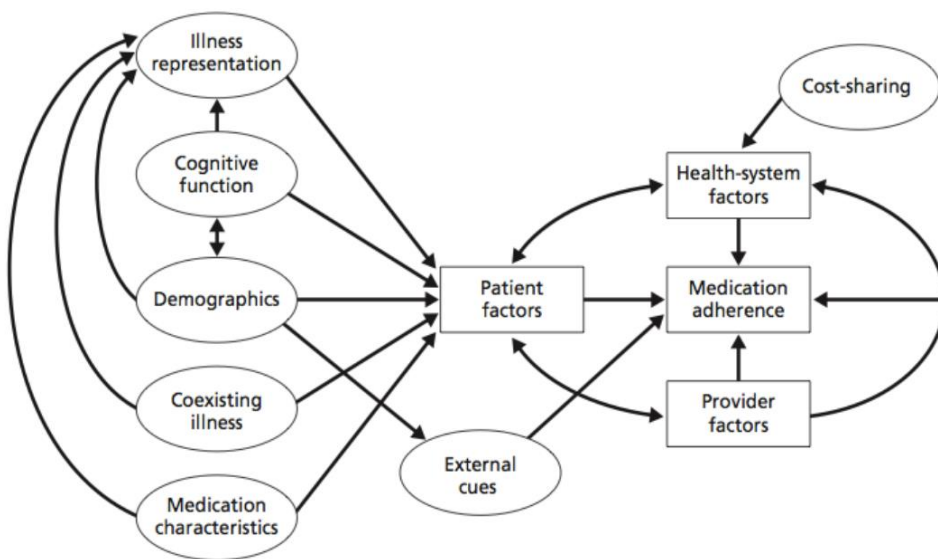 Illness
representation
Cost-sharing
Cognitive
function
Health-system
factors
Demographics
Patient
factors
Medication
adherence
Coexisting
illness
Provider
factors
External
cues
Medication
characteristics